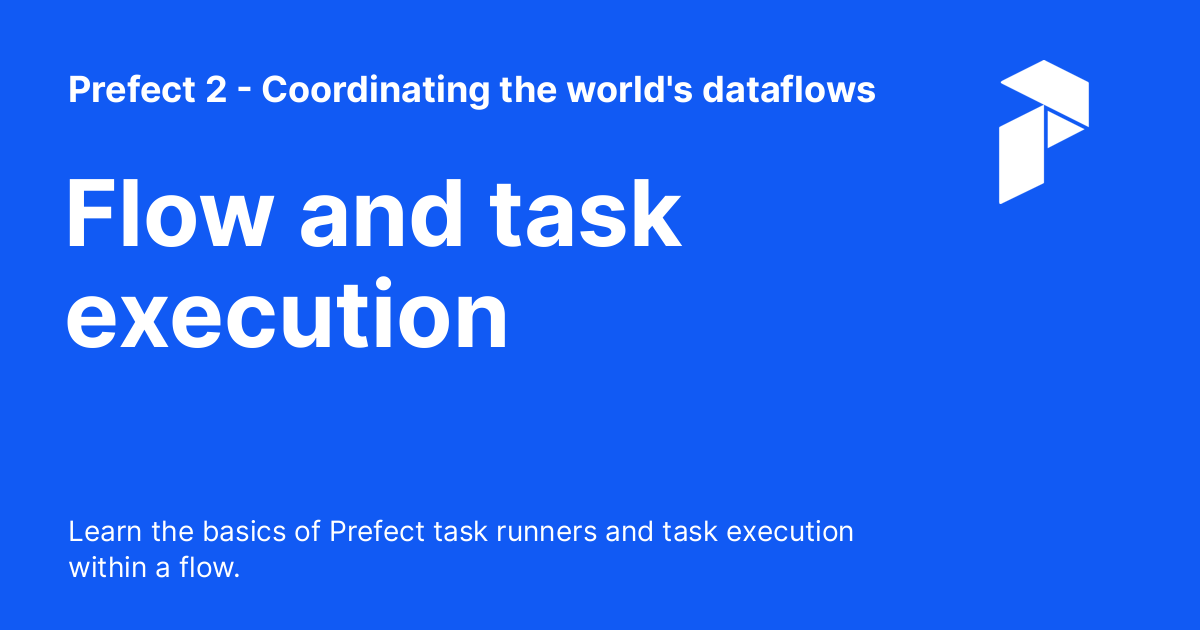 Prefect 2 - Coordinating the world's dataflows
Flow and task
execution
Learn the basics of Prefect task runners and task execution
within a flow.